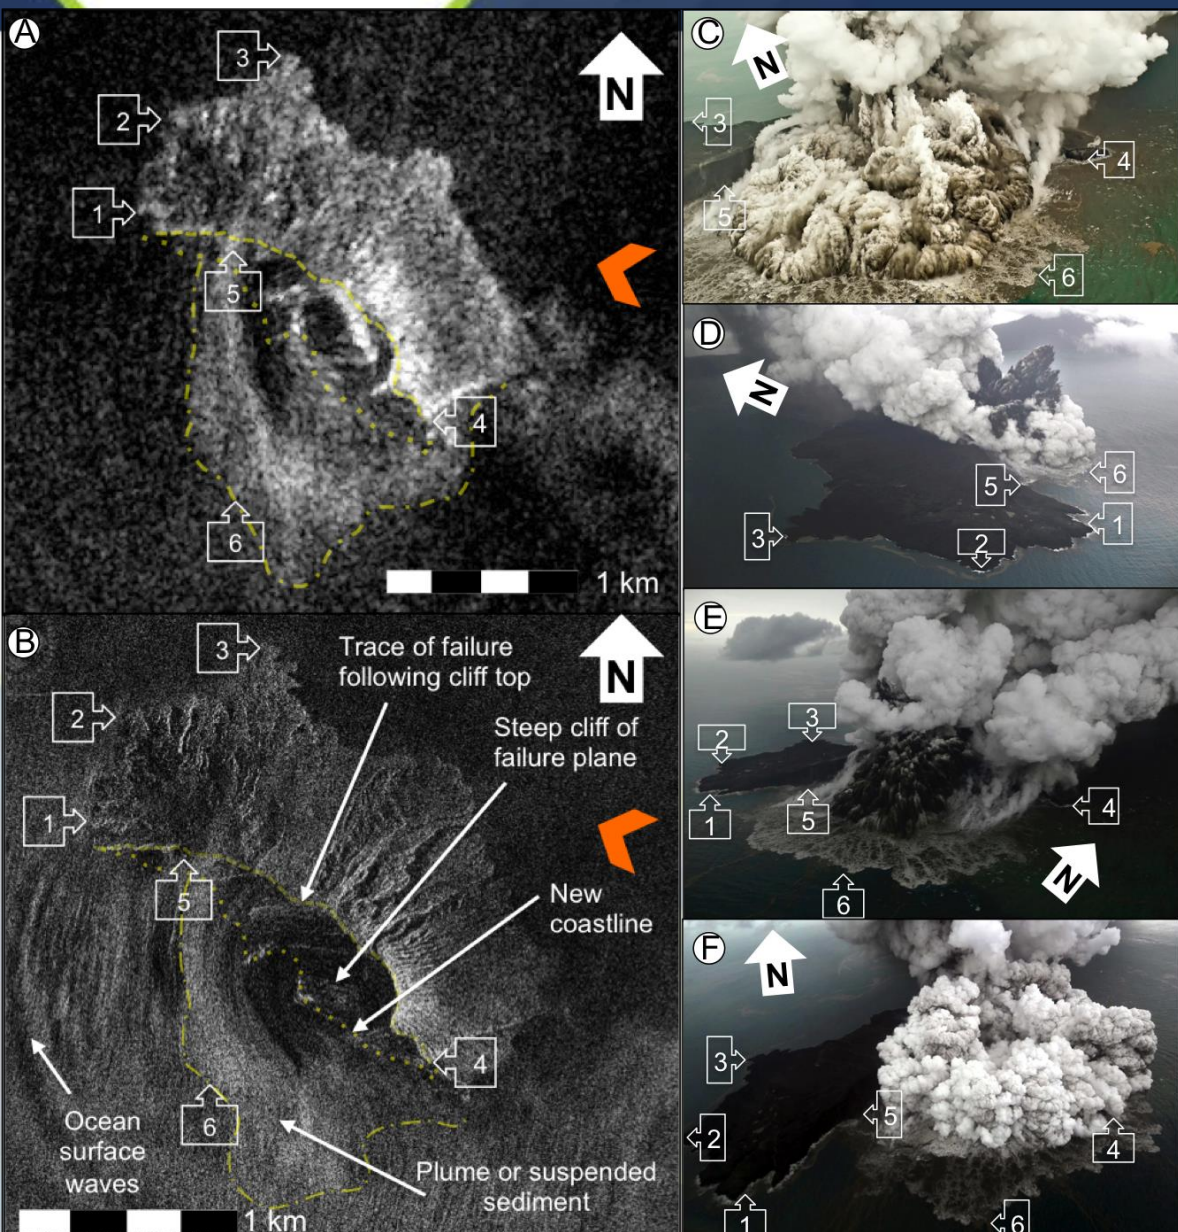 A
3
N
2
1
5
4
6
1 km
B
3
N
Trace of failure
following cliff top
2
Steep cliff of
failure plane
1
5
New
coastline
4
6
Ocean
surface
waves
Plume or suspended
sediment
1 km
C
N
3
4
5
6
D
N
5
6
3
2
1
E
3
2
1
5
4
N
6
F
N
3
5
2
4
1
6